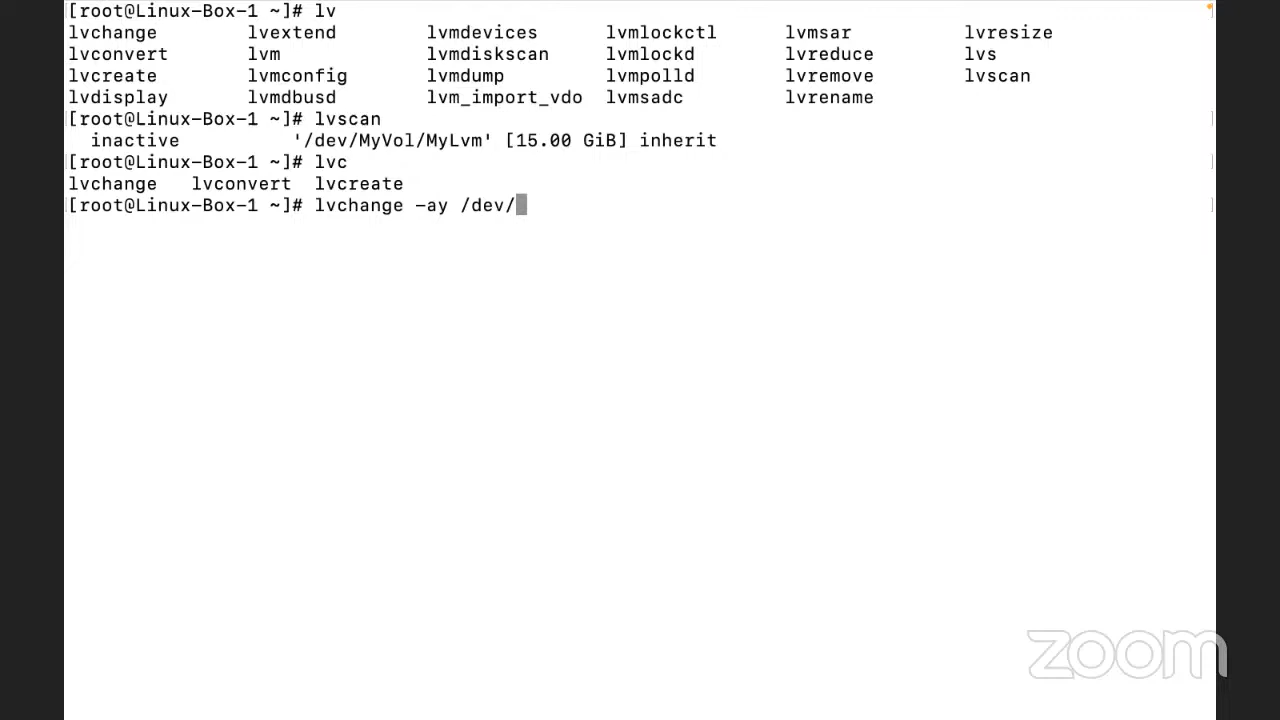 [root@Linux-Box-1 ~]# lv
lvchange lvextend lvmdevices lvmlockctl lvmsar lvresize
lvconvert lvm lvmdiskscan lvmlockd lvreduce lvs
lvcreate lvmconfig lvmdump lvmpolld lvremove lvscan
lvdisplay lvmdbusd lvm_import_vdo lvmsadc lvrename
[root@Linux-Box-1 ~]# lvscan
inactive '/dev/MyVol/MyLvm' [15.00 GiB] inherit
[root@Linux-Box-1 ~]# lvc
lvchange lvconvert lvcreate
[root@Linux-Box-1 ~]# lvchange -ay /dev/
zoom